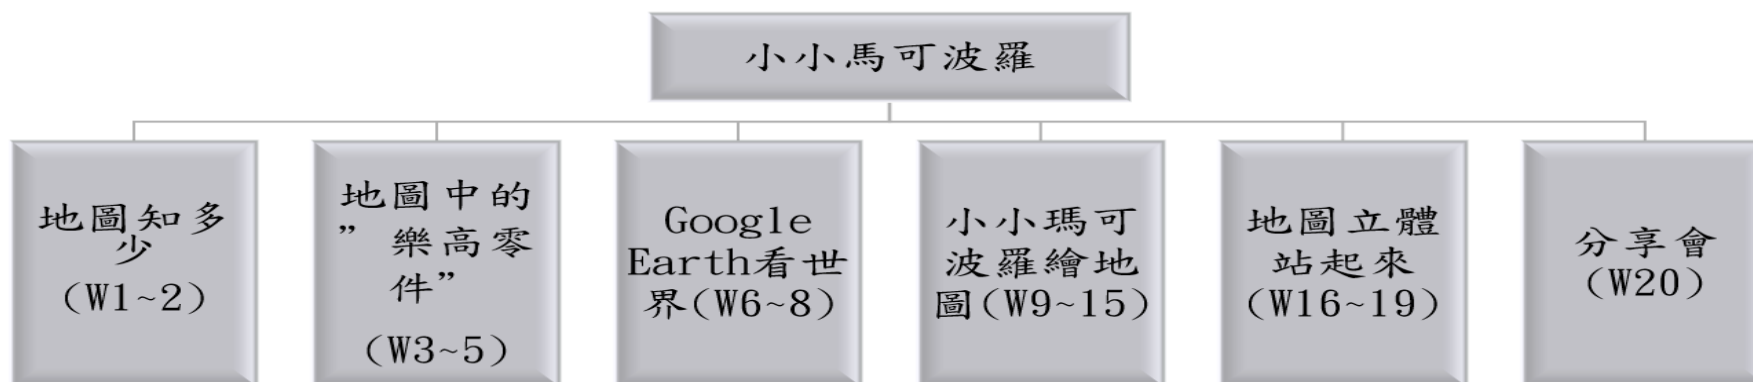 小小馬可波羅
地圖知多
少
(W1~2)
地圖中的
”樂高零
件”
(W3~5)
Google
Earth看世
界(W6~8)
小小瑪可
波羅繪地
圖(W9~15)
地圖立體
站起來
(W16~19)
分享會
(W20)